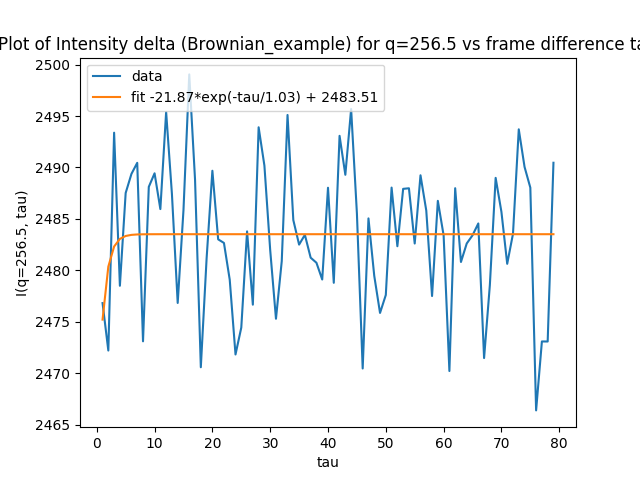 Plot of Intensity delta (Brownian_example) for q=256.5 vs frame difference ta
data
fit -21.87*exp(-tau/1.03) + 2483.51
I(q=256.5, tau)
2500
2495
2490
2485
2480
2475
2470
2465
0 10 20 30 40 50 60 70 80
tau